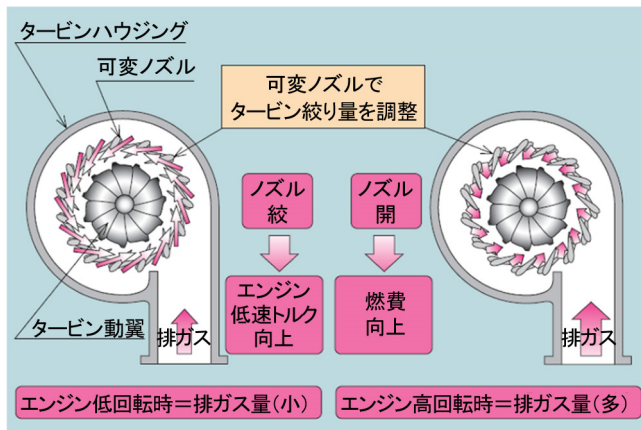 タービンハウジング
可変ノズル
可変ノズルで
タービン絞り量を調整
ノズル
絞
ノズル
開
エンジン
低速トルク
向上
燃費
向上
タービン動翼
排ガス
排ガス
エンジン低回転時＝排ガス量(小)
エンジン高回転時＝排ガス量(多)